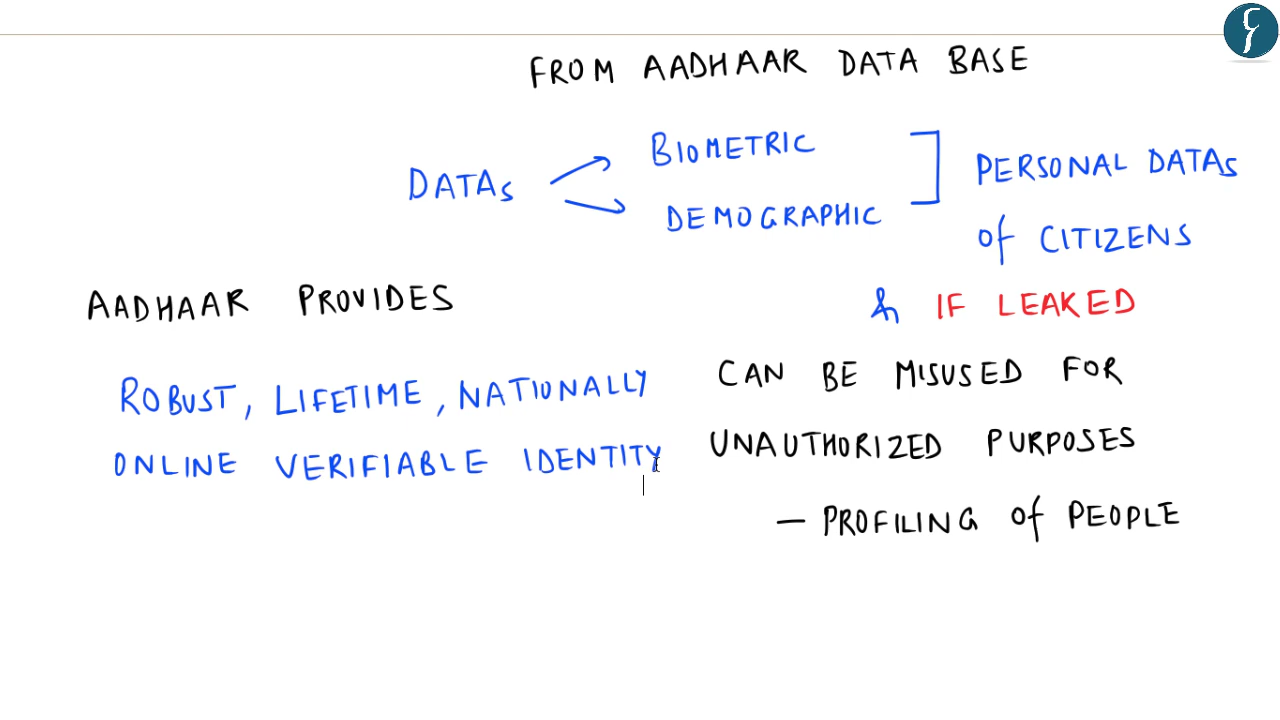 FROM AADHAAR DATA BASE
DATAs
BIOMETRIC
DEMOGRAPHIC
PERSONAL DATAs
of CITIZENS
& IF LEAKED
CAN BE MISUSED FOR
UNAUTHORIZED PURPOSES
— PROFILING of PEOPLE
AADHAAR PROVIDES
ROBUST, LIFETIME, NATIONALLY
ONLINE VERIFIABLE IDENTITY